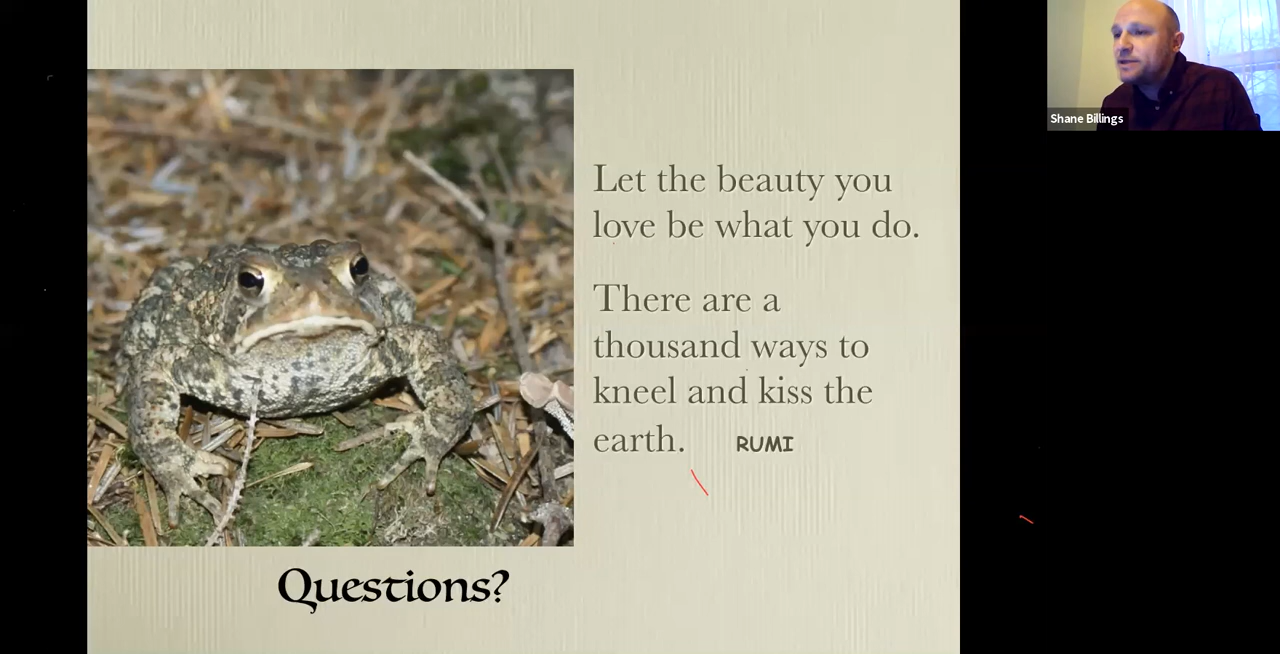 Shane Billings
Let the beauty you
love be what you do.
There are a
thousand ways to
kneel and kiss the
earth. RUMI
Questions?